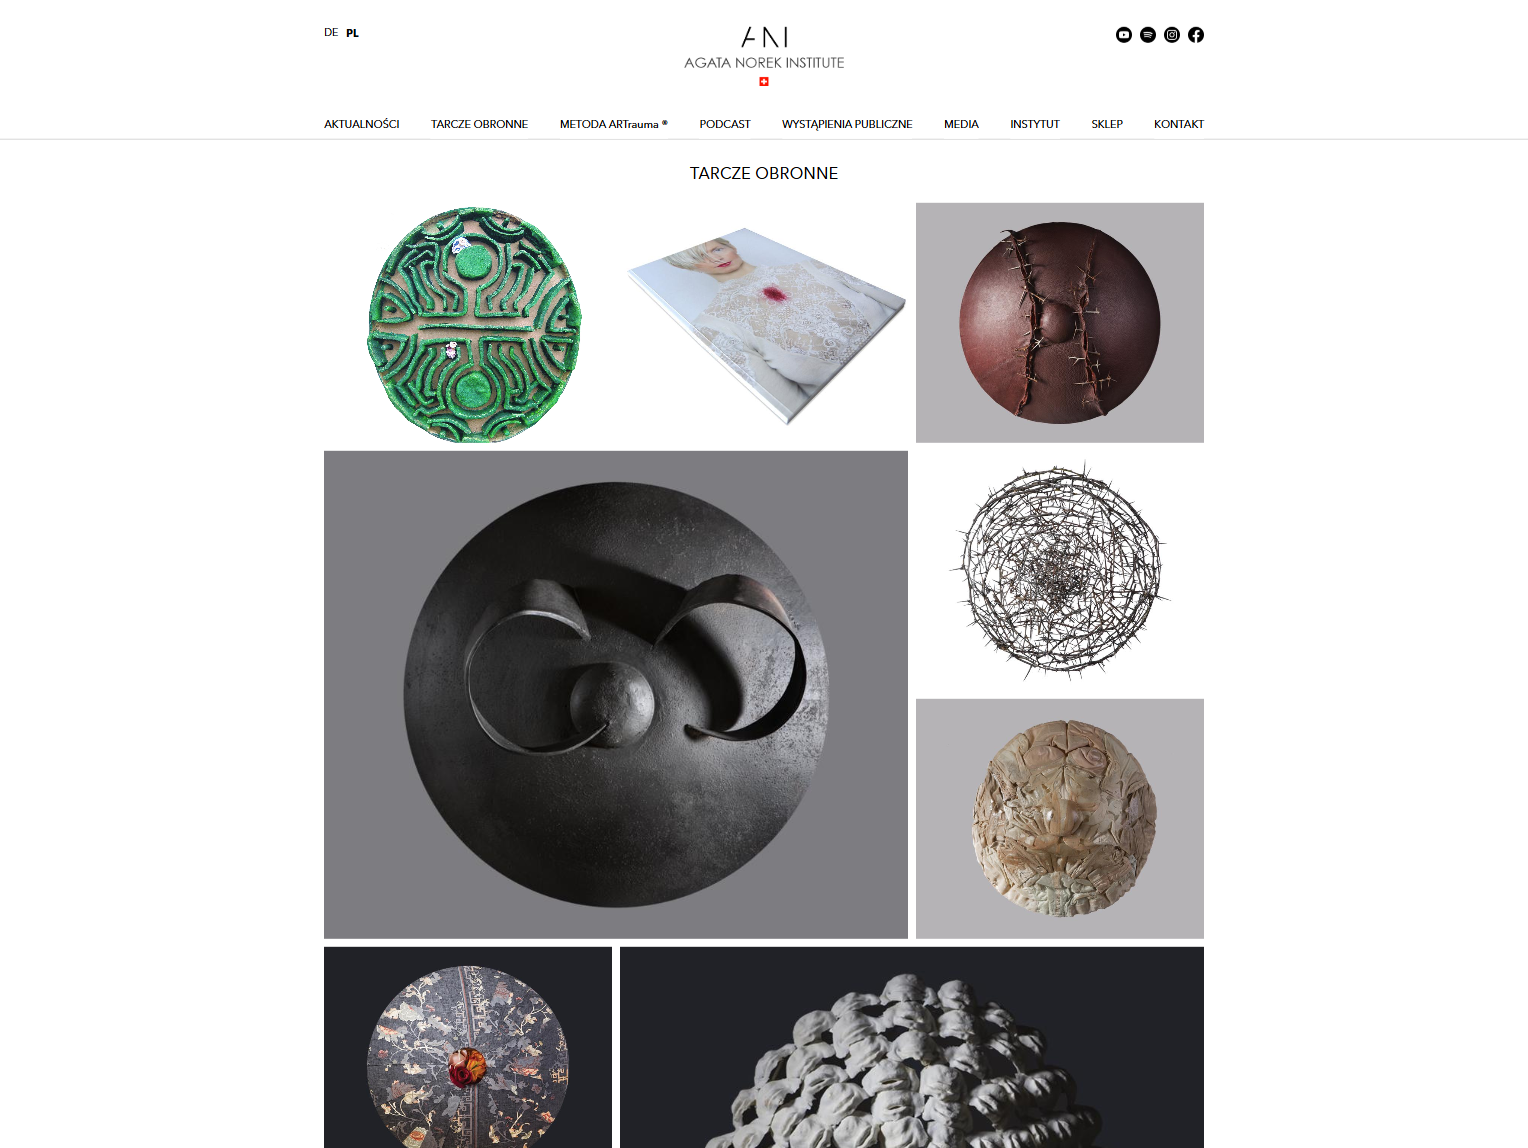 DE PL
ANI
AGATA NOREK INSTITUTE
AKTUALNOŚCI TARCZE OBRONNE METODA ARTrauma ® PODCAST WYSTĄPIENIA PUBLICZNE MEDIA INSTYTUT SKLEP KONTAKT
TARCZE OBRONNE